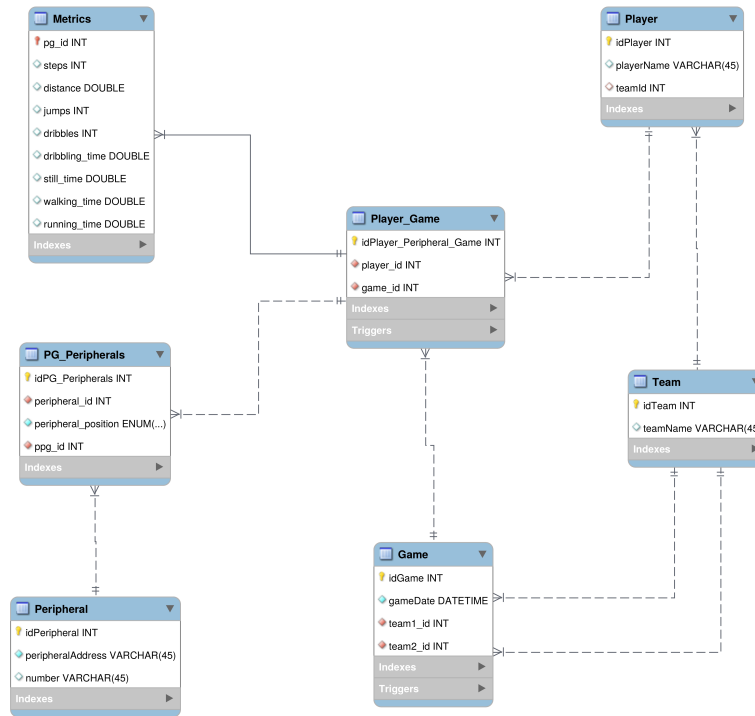 Metrics
pg_id INT
steps INT
distance DOUBLE
jumps INT
dribbles INT
dribbling_time DOUBLE
still_time DOUBLE
walking_time DOUBLE
running_time DOUBLE
Indexes
Player
idPlayer INT
playerName VARCHAR(45)
teamId INT
Indexes
Player_Game
idPlayer_Peripheral_Game INT
player_id INT
game_id INT
Indexes
Triggers
PG_Peripherals
idPG_Peripherals INT
peripheral_id INT
peripheral_position ENUM(...)
ppg_id INT
Indexes
Team
idTeam INT
teamName VARCHAR(45
Indexes
Game
idGame INT
gameDate DATETIME
team1_id INT
team2_id INT
Indexes
Triggers
Peripheral
idPeripheral INT
peripheralAddress VARCHAR(45)
number VARCHAR(45)
Indexes